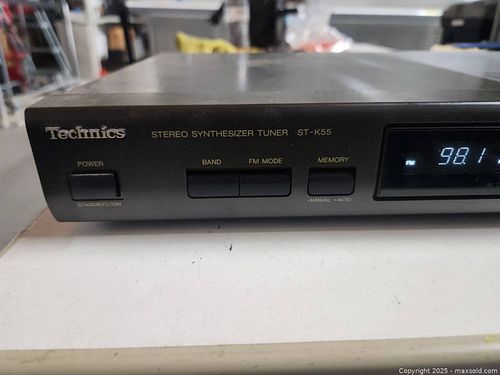 Technics
STEREO SYNTHESIZER TUNER ST-K55
POWER
STANDBY/ON
BAND
FM MODE
MEMORY
-MANUAL -AUTO
FM 98.1
Copyright 2025 - maxsold.com